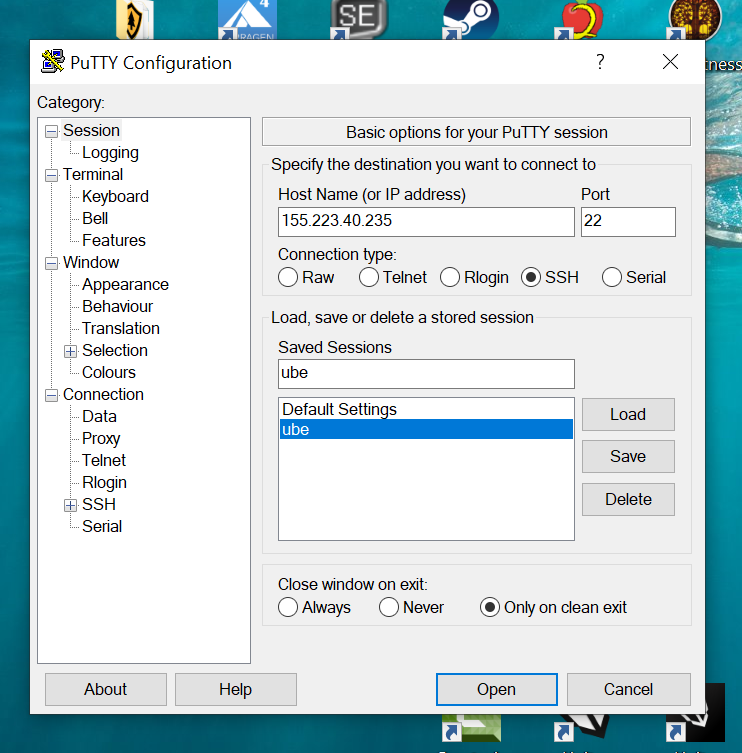 SE
PuTTY Configuration
?
Category:
Session
Logging
Terminal
Keyboard
Bell
Features
Window
Appearance
Behaviour
Translation
Selection
Colours
Connection
Data
Proxy
Telnet
Rlogin
SSH
Serial
Basic options for your PuTTY session
Specify the destination you want to connect to
Host Name (or IP address) Port
155.223.40.235 22
Connection type:
Raw Telnet Rlogin SSH Serial
Load, save or delete a stored session
Saved Sessions
ube
Default Settings
ube
Load
Save
Delete
Close window on exit:
Always Never Only on clean exit
About Help Open Cancel